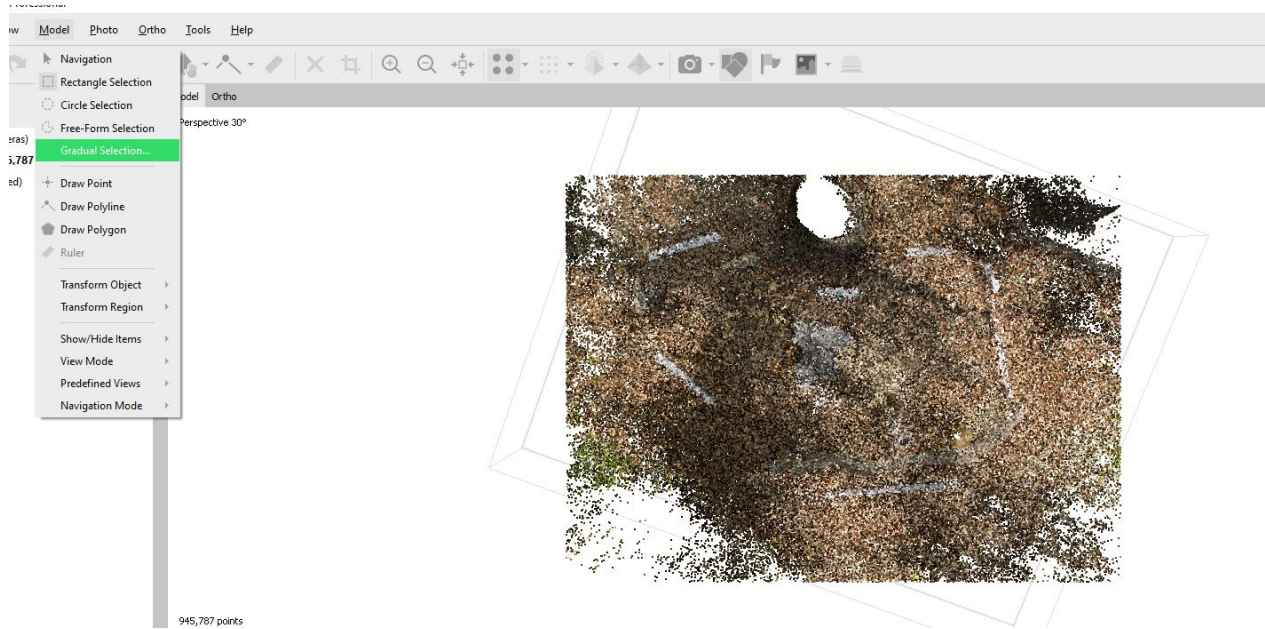 Model Photo Ortho Tools Help
Navigation
Rectangle Selection
Circle Selection
Free-Form Selection
Gradual Selection...
Draw Point
Draw Polyline
Draw Polygon
Ruler
Transform Object
Transform Region
Show/Hide Items
View Mode
Predefined Views
Navigation Mode
odel Ortho
Perspective 30°
eras)
5,787
ed)
945,787 points